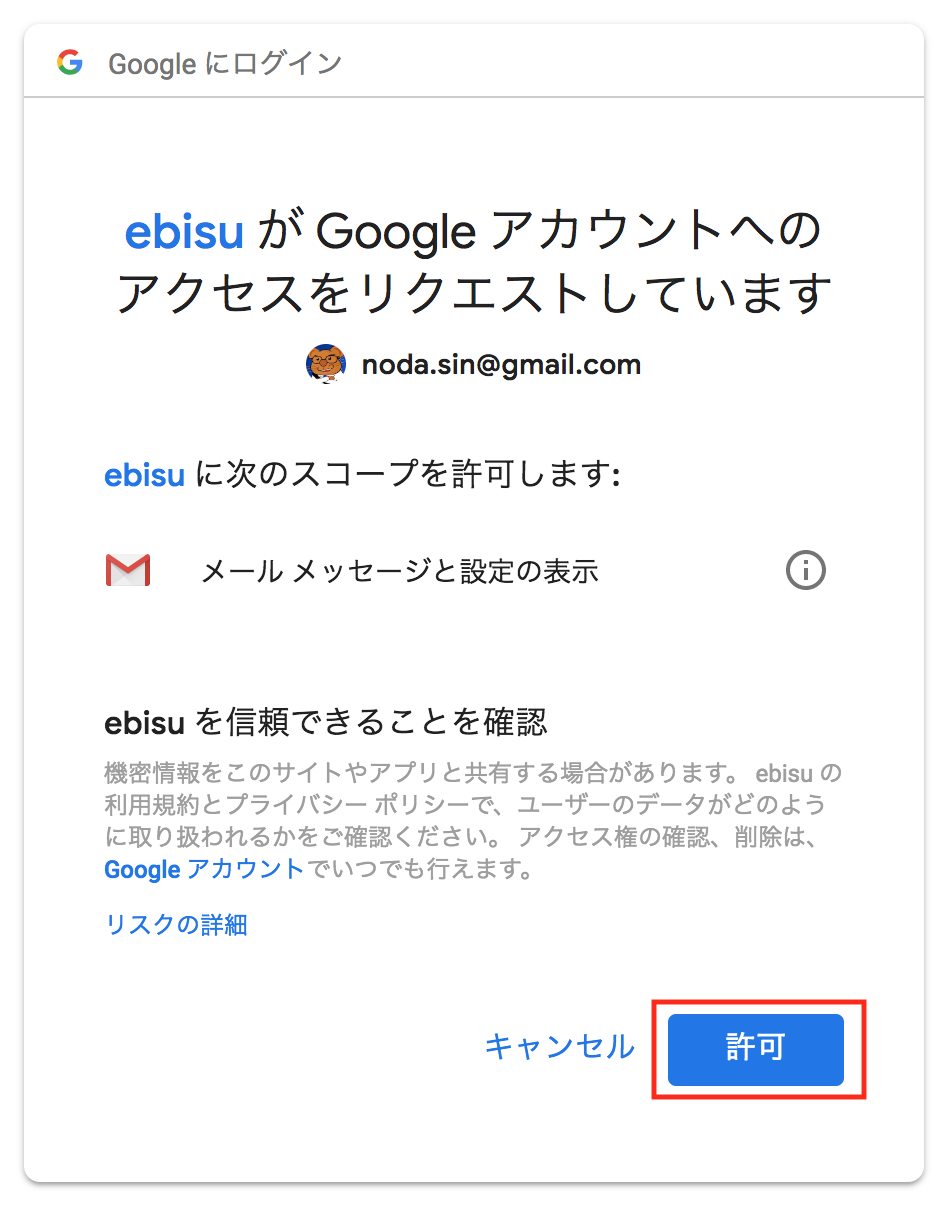 Google にログイン
ebisu が Google アカウントへの
アクセスをリクエストしています
noda.sin@gmail.com
ebisu に次のスコープを許可します:
メール メッセージと設定の表示
ebisu を信頼できることを確認
機密情報をこのサイトやアプリと共有する場合があります。 ebisu の
利用規約とプライバシー ポリシーで、ユーザーのデータがどのよう
に取り扱われるかをご確認ください。 アクセス権の確認、削除は、
Google アカウントでいつでも行えます。
リスクの詳細
キャンセル
許可